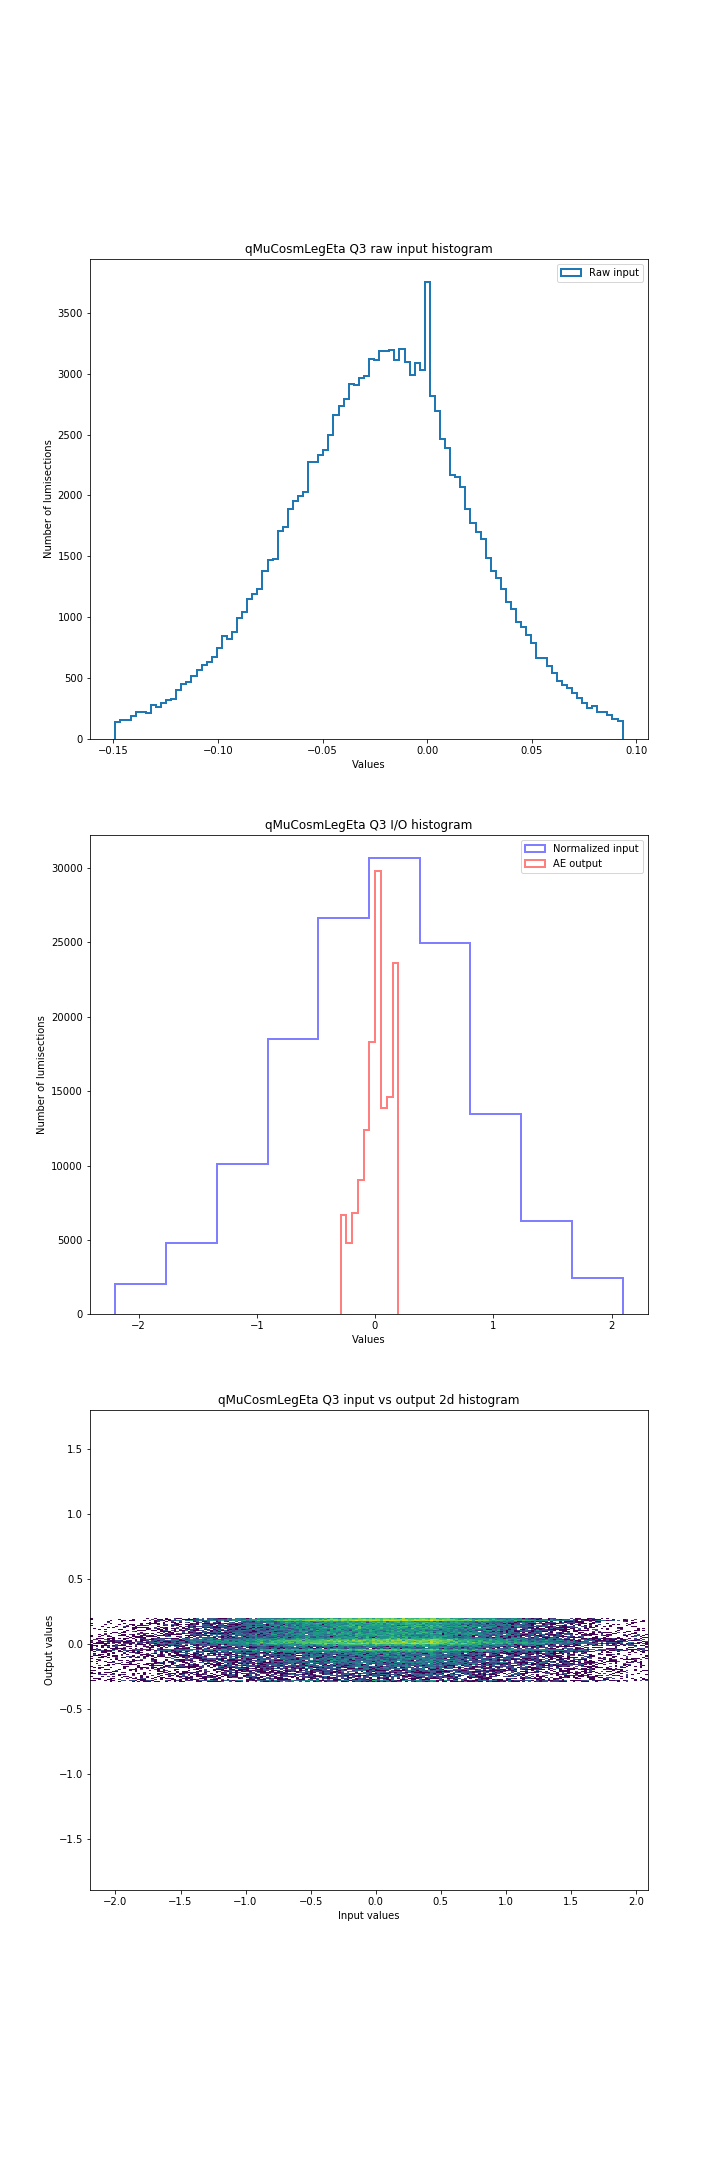 qMuCosmLegEta Q3 raw input histogram
Raw input
3500
3000
2500
2000
1500
1000
500
0
Number of lumisections
−0.15 −0.10 −0.05 0.00 0.05 0.10
Values
qMuCosmLegEta Q3 I/O histogram
Normalized input
AE output
30000
25000
20000
15000
10000
5000
0
Number of lumisections
−2 −1 0 1 2
Values
qMuCosmLegEta Q3 input vs output 2d histogram
1.5
1.0
0.5
0.0
−0.5
−1.0
−1.5
Output values
−2.0 −1.5 −1.0 −0.5 0.0 0.5 1.0 1.5 2.0
Input values